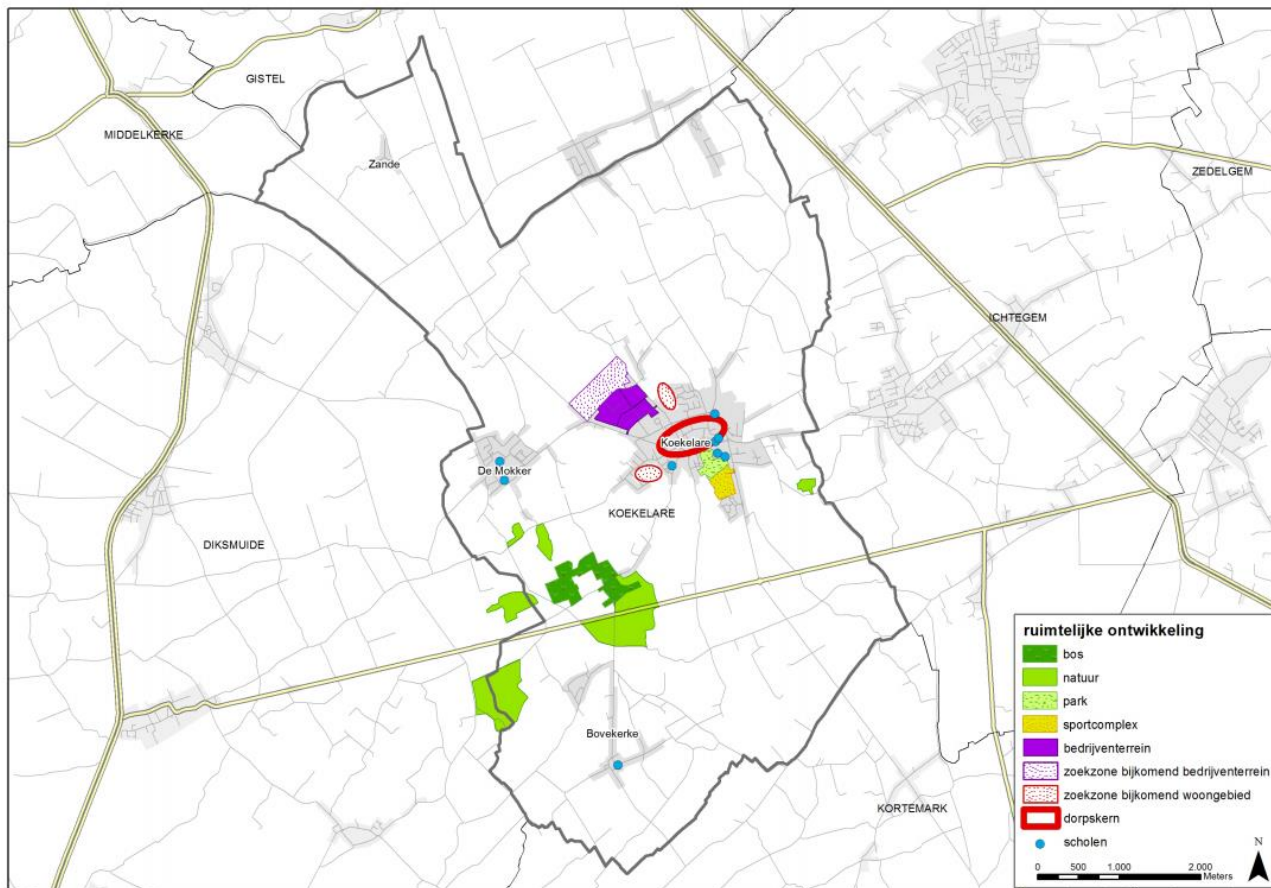 GISTEL
MIDDELKERKE
Zande
ZEDELGEM
ICHTEGEM
Koekelare
De Mokker
KOEKELARE
DIKSMUIDE
Bovekerke
KORTEMARK
ruimtelijke ontwikkeling
bos
natuur
park
sportcomplex
bedrijventerrein
zoekzone bijkomend bedrijventerrein
zoekzone bijkomend woongebied
dorpskern
scholen
N
0 500 1.000 2.000
Meters